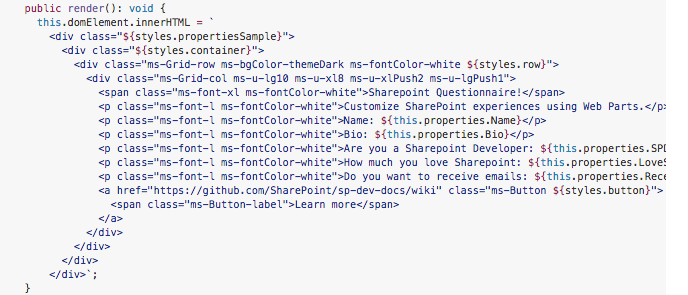 public render(): void {
this.domElement.innerHTML = `
<div class="${styles.propertiesSample}">
<div class="${styles.container}">
<div class="ms-Grid-row ms-bgColor-themeDark ms-fontColor-white ${styles.row}">
<div class="ms-Grid-col ms-u-lg10 ms-u-xl8 ms-u-xlPush2 ms-u-lgPush1">
<span class="ms-font-xl ms-fontColor-white">Sharepoint Questionnaire!</span>
<p class="ms-font-l ms-fontColor-white">Customize SharePoint experiences using Web Parts.</p>
<p class="ms-font-l ms-fontColor-white">Name: ${this.properties.Name}</p>
<p class="ms-font-l ms-fontColor-white">Bio: ${this.properties.Bio}</p>
<p class="ms-font-l ms-fontColor-white">Are you a Sharepoint Developer: ${this.properties.SPD
<p class="ms-font-l ms-fontColor-white">How much you love Sharepoint: ${this.properties.LoveS
<p class="ms-font-l ms-fontColor-white">Do you want to receive emails: ${this.properties.Rece
<a href="https://github.com/SharePoint/sp-dev-docs/wiki" class="ms-Button ${styles.button}">
<span class="ms-Button-label">Learn more</span>
</a>
</div>
</div>
</div>
</div>`;
}